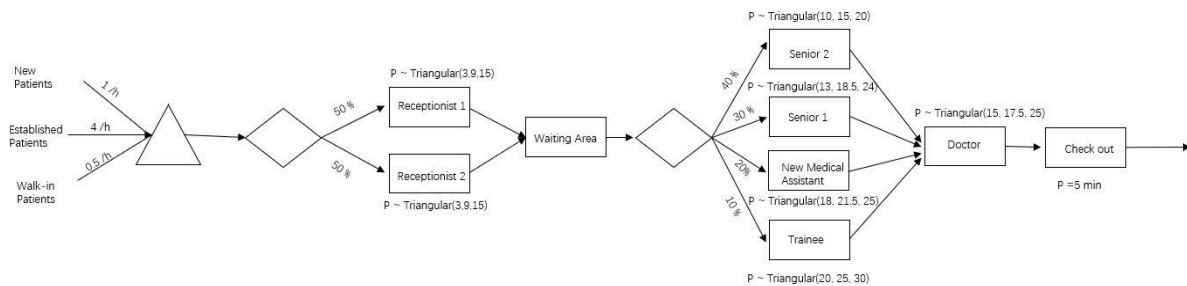 New
Patients
1 /h
Established
Patients
4 /h
0.5 /h
Walk-in
Patients
50 %
50 %
P ~ Triangular(3,9,15)
Receptionist 1
Receptionist 2
P ~ Triangular(3,9,15)
Waiting Area
40 %
30 %
20%
10 %
P ~ Triangular(10, 15, 20)
Senior 2
P ~ Triangular(13, 18.5, 24)
Senior 1
New Medical
Assistant
P ~ Triangular(18, 21.5, 25)
Trainee
P ~ Triangular(20, 25, 30)
P ~ Triangular(15, 17.5, 25)
Doctor
Check out
P =5 min